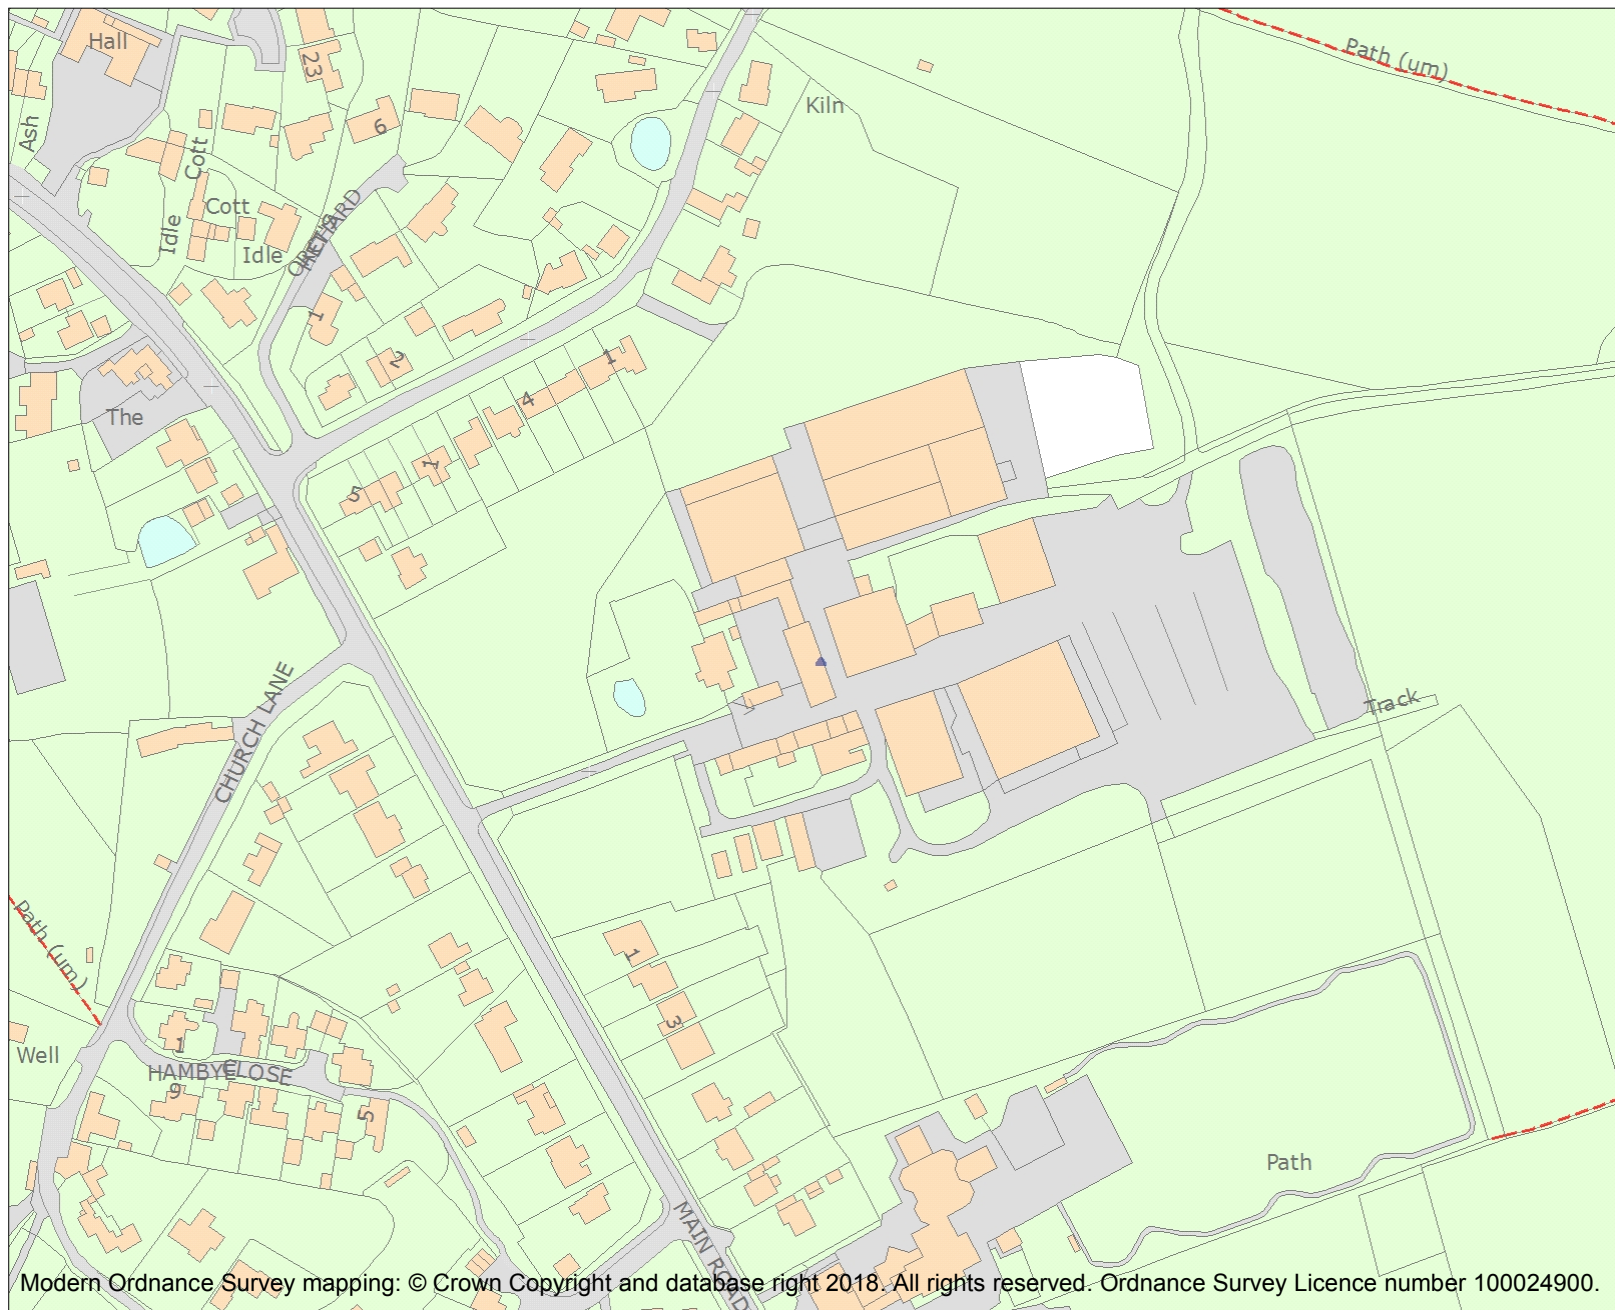 Hall
23
Path (um)
Ash
Cott
6
Kiln
Cott
Idle
Idle
ORCHARD
1
2
1
The
4
1
5
CHURCH LANE
Track
Path (um)
1
3
Well
1
HAMBYE CLOSE
9
5
Path
MAIN ROAD
Modern Ordnance Survey mapping: © Crown Copyright and database right 2018. All rights reserved. Ordnance Survey Licence number 100024900.